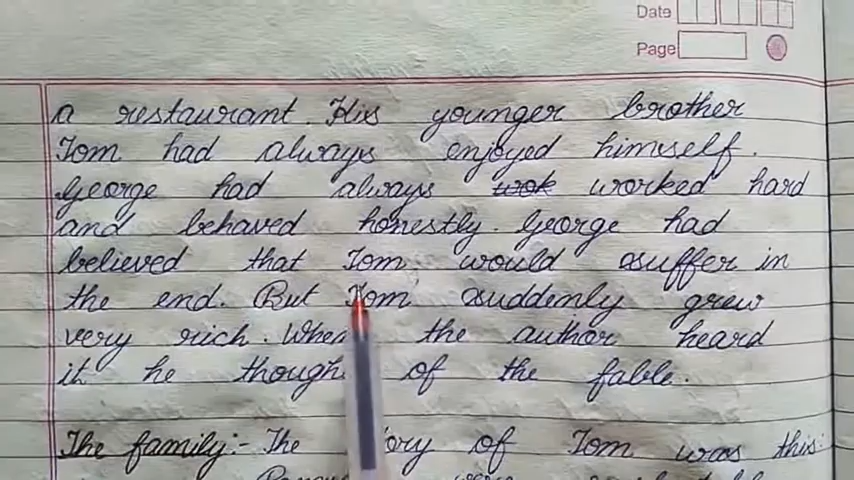 Date
Page
a restaurant. His younger brother
Tom had always enjoyed himself.
George had always wok worked hard
and behaved honestly. George had
believed that Tom would suffer in
the end. But Tom suddenly grew
very rich. When the author heard
it he thought of the fable.
The family:- The of Tom was this: